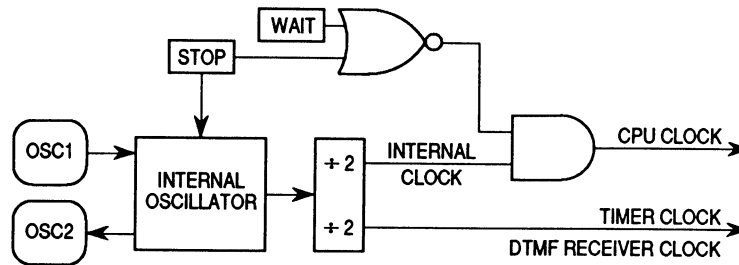 WAIT
STOP
OSC1
OSC2
INTERNAL
OSCILLATOR
÷ 2
÷ 2
INTERNAL
CLOCK
CPU CLOCK
TIMER CLOCK
DTMF RECEIVER CLOCK